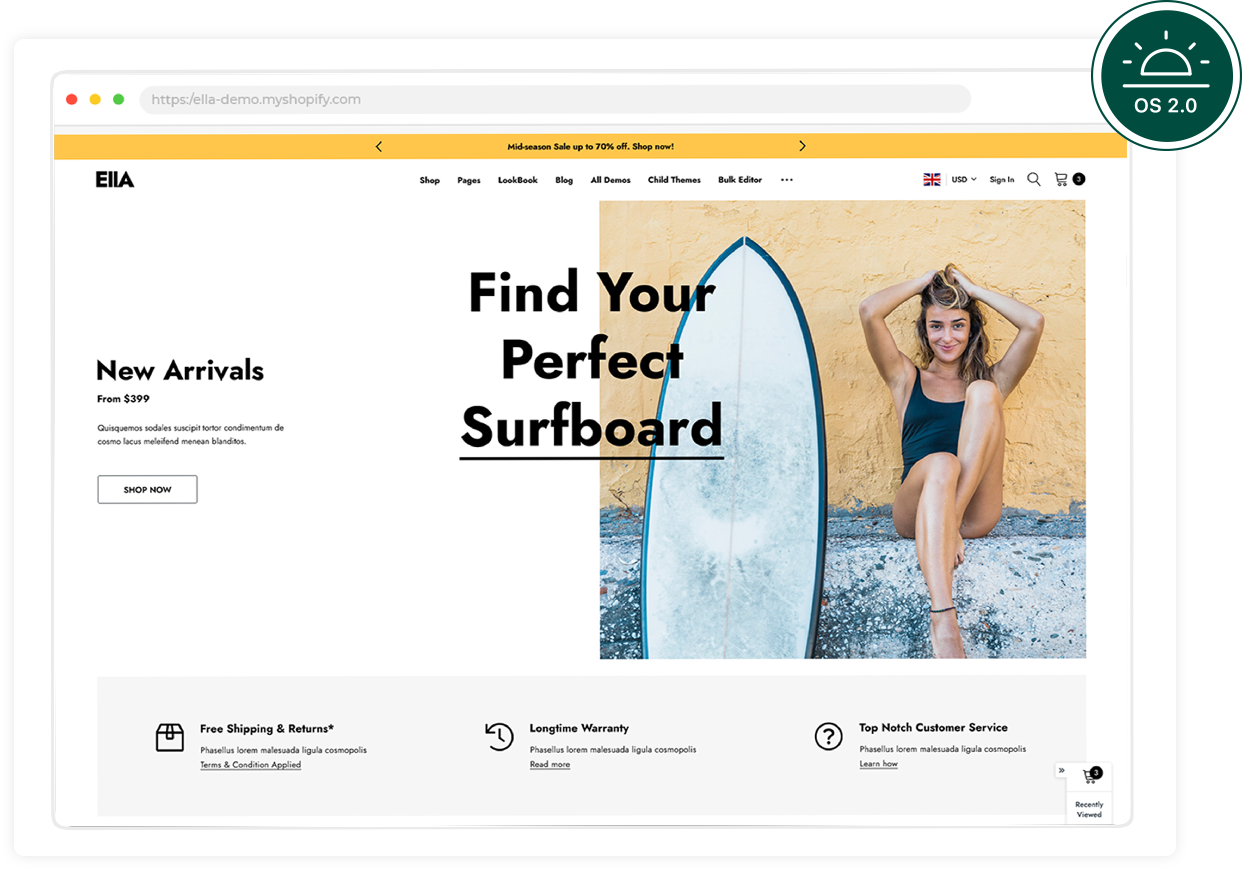 OS 2.0
https:/ella-demo.myshopify.com
Mid-season Sale up to 70% off. Shop now!
EllA
Shop Pages LookBook Blog All Demos Child Themes Bulk Editor
USD Sign In 3
Find Your
Perfect
Surfboard
New Arrivals
From $399
Quisquemos sodales suscipit tortor condimentum de
cosmo lacus meleifend menean blanditos.
SHOP NOW
Free Shipping & Returns*
Phasellus lorem malesuada ligula cosmopolis
Terms & Condition Applied
Longtime Warranty
Phasellus lorem malesuada ligula cosmopolis
Read more
Top Notch Customer Service
Phasellus lorem malesuada ligula cosmopolis
Learn how
3
Recently
Viewed